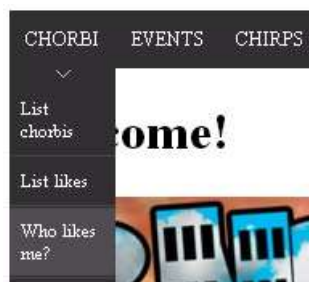 CHORBI EVENTS CHIRPS
List
chorbis
ome!
List likes
Who likes
me?